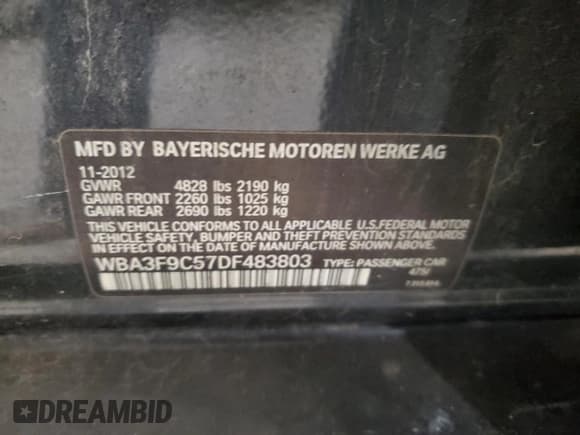 MFD BY BAYERISCHE MOTOREN WERKE AG
11-2012
GVWR 4828 lbs 2190 kg
GAWR FRONT 2260 lbs 1025 kg
GAWR REAR 2690 lbs 1220 kg
THIS VEHICLE CONFORMS TO ALL APPLICABLE U.S.FEDERAL MOTOR
VEHICLE SAFETY, BUMPER, AND THEFT PREVENTION STANDARDS
IN EFFECT ON THE DATE OF MANUFACTURE SHOWN ABOVE.
WBA3F9C57DF483803 TYPE: PASSENGER CAR
475/
DREAMBID